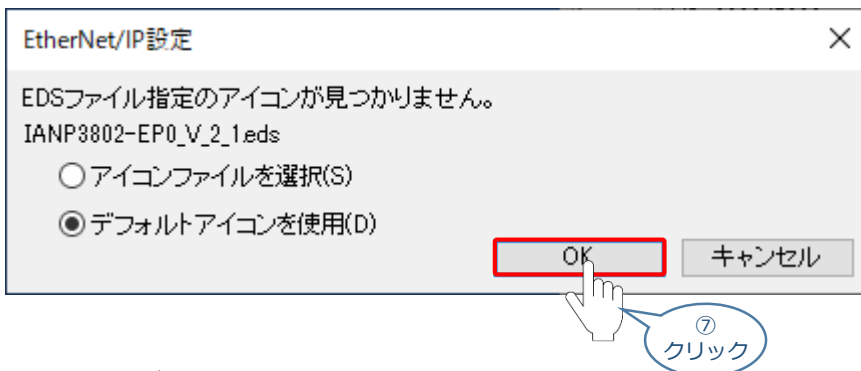 EtherNet/IP設定
EDSファイル指定のアイコンが見つかりません。
IANP3802-EP0_V_2_1.eds
アイコンファイルを選択(S)
デフォルトアイコンを使用(D)
OK キャンセル
⑦
クリック